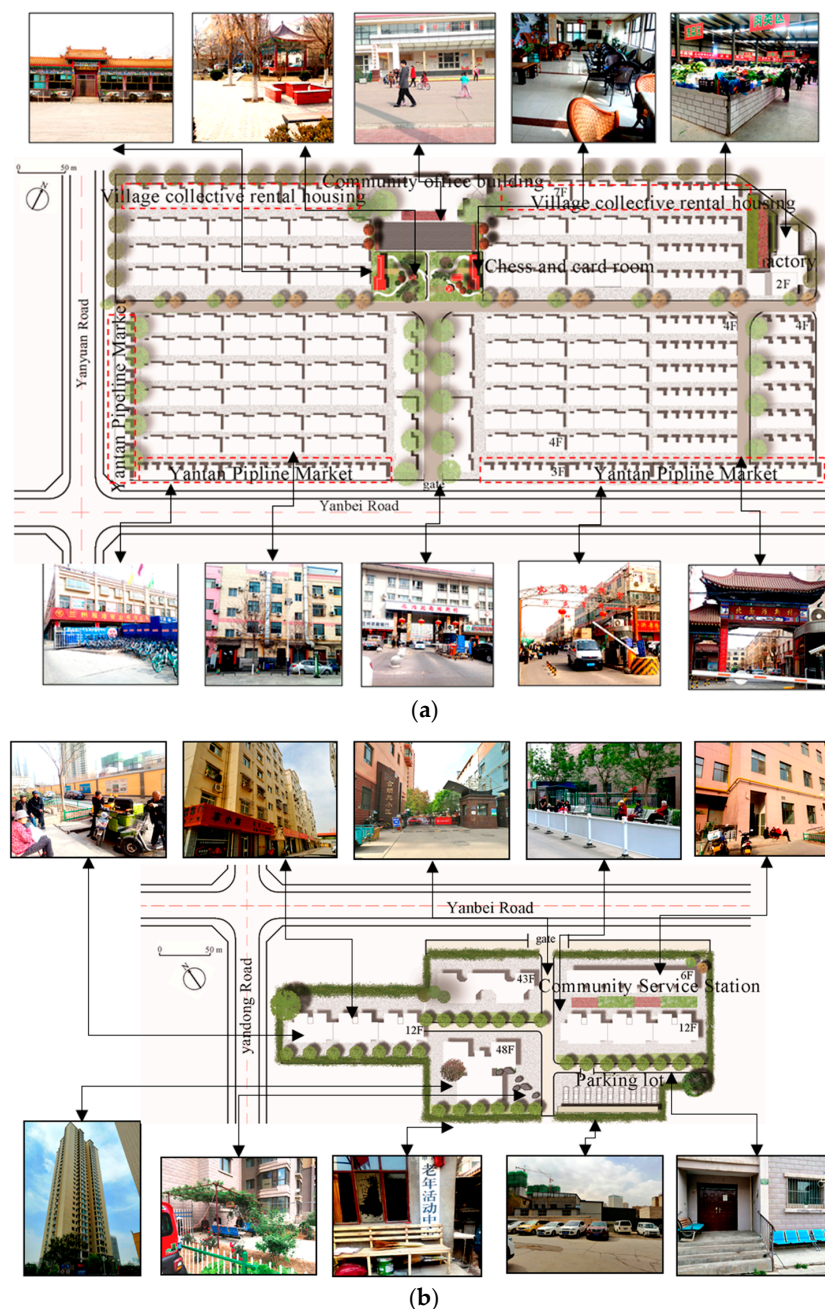 0 50 m
7F
Community office building
Village collective rental housing
Village collective rental housing
Chess and card room
factory
2F
Yanyuan Road
Yantan Pipeline Market
4F
4F
4F
3F
Yantan Pipline Market
Yantan Pipline Market
gate
Yanbei Road
(a)
Yanbei Road
gate
0 50 m
yandong Road
43F
6F
Community Service Station
12F
12F
48F
Parking lot
老年活动中
(b)